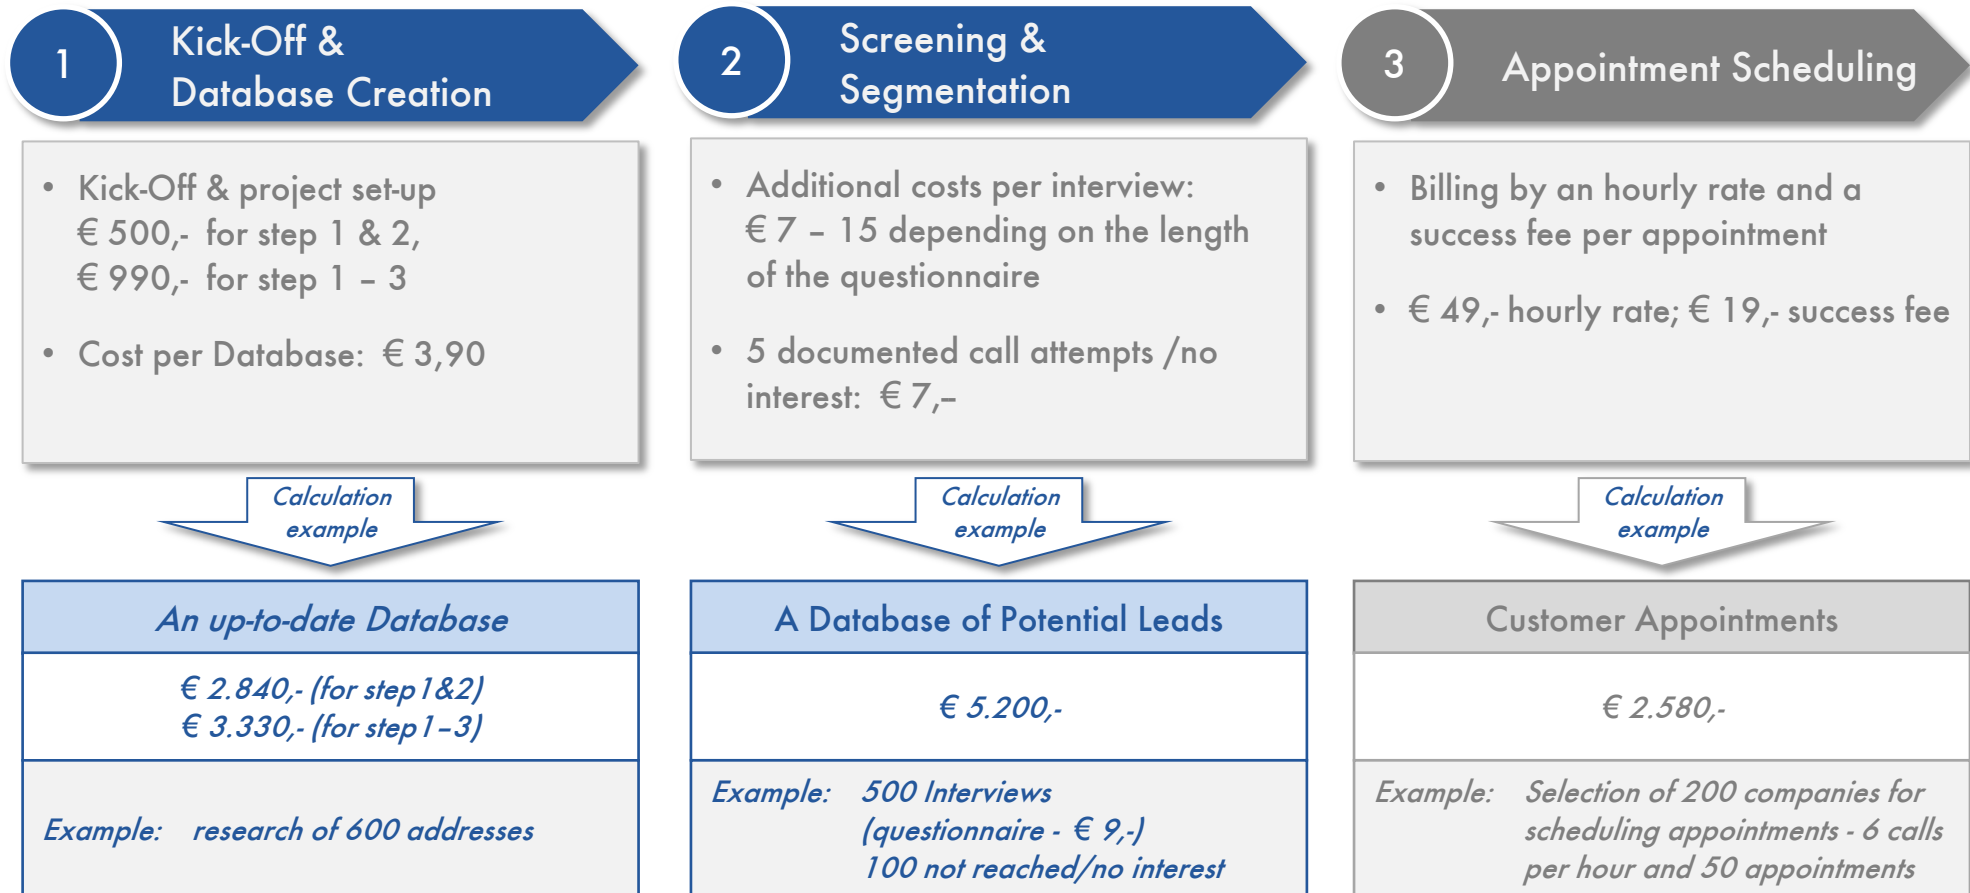 1
Kick-Off &
Database Creation
• Kick-Off & project set-up
€ 500,- for step 1 & 2,
€ 990,- for step 1 – 3
• Cost per Database: € 3,90
Calculation
example
An up-to-date Database
€ 2.840,- (for step1&2)
€ 3.330,- (for step1–3)
Example: research of 600 addresses
2
Screening &
Segmentation
• Additional costs per interview:
€ 7 – 15 depending on the length
of the questionnaire
• 5 documented call attempts /no
interest: € 7,–
Calculation
example
A Database of Potential Leads
€ 5.200,-
Example: 500 Interviews
(questionnaire - € 9,-)
100 not reached/no interest
3
Appointment Scheduling
• Billing by an hourly rate and a
success fee per appointment
• € 49,- hourly rate; € 19,- success fee
Calculation
example
Customer Appointments
€ 2.580,-
Example: Selection of 200 companies for
scheduling appointments - 6 calls
per hour and 50 appointments